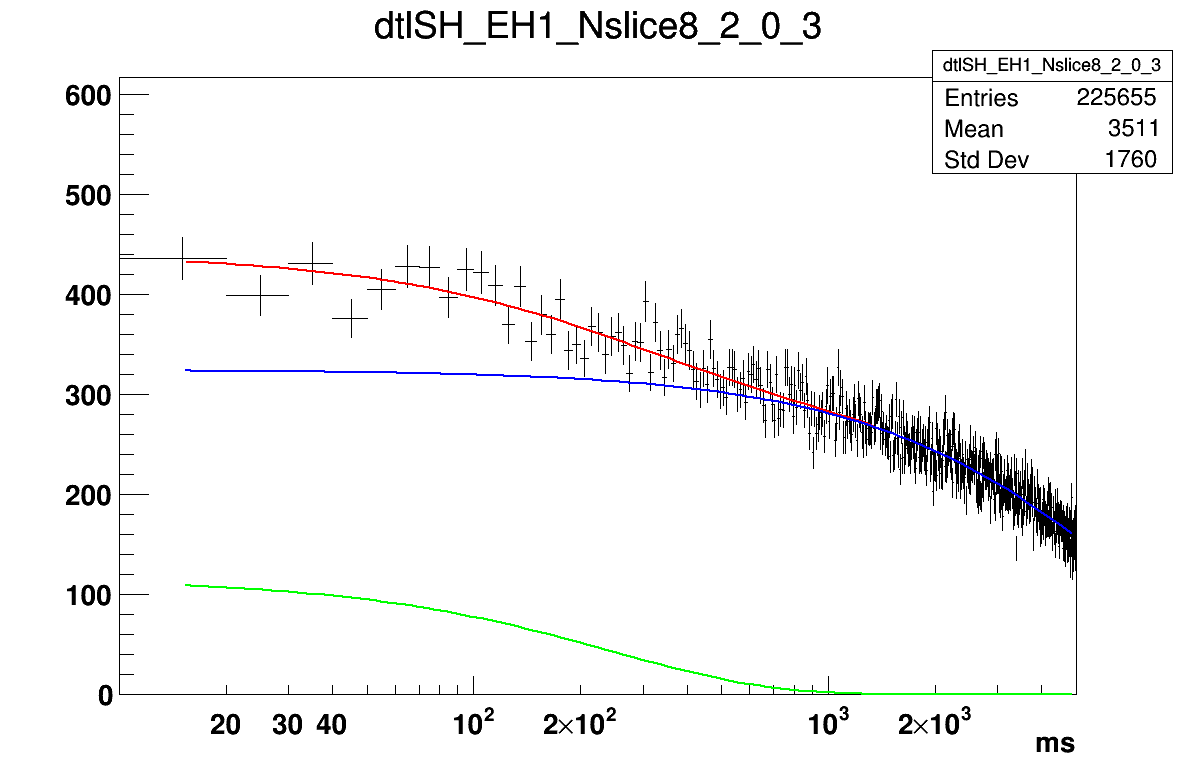 dtlSH_EH1_Nslice8_2_0_3
dtlSH_EH1_Nslice8_2_0_3
Entries 225655
Mean 3511
Std Dev 1760
600
500
400
300
200
100
0
20 30 40 10² 2×10² 10³ 2×10³
ms